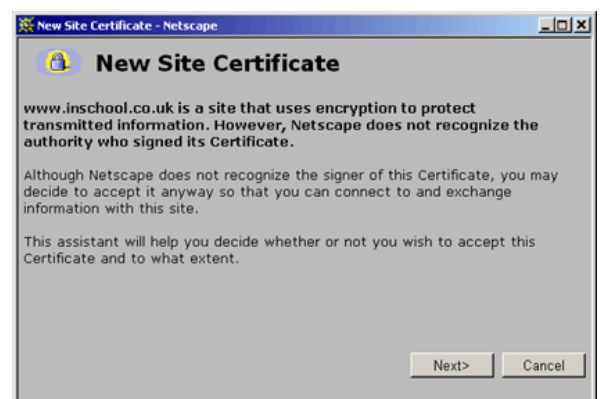 New Site Certificate - Netscape
New Site Certificate
www.inschool.co.uk is a site that uses encryption to protect
transmitted information. However, Netscape does not recognize the
authority who signed its Certificate.
Although Netscape does not recognize the signer of this Certificate, you may
decide to accept it anyway so that you can connect to and exchange
information with this site.
This assistant will help you decide whether or not you wish to accept this
Certificate and to what extent.
Next> Cancel